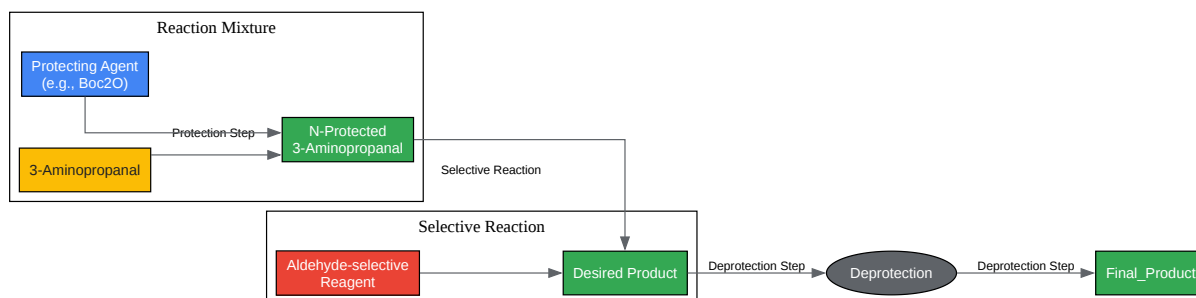 Reaction Mixture
Protecting Agent
(e.g., Boc2O)
Protection Step
N-Protected
3-Aminopropanal
3-Aminopropanal
Selective Reaction
Selective Reaction
Aldehyde-selective
Reagent
Desired Product
Deprotection Step
Deprotection
Deprotection Step
Final_Product